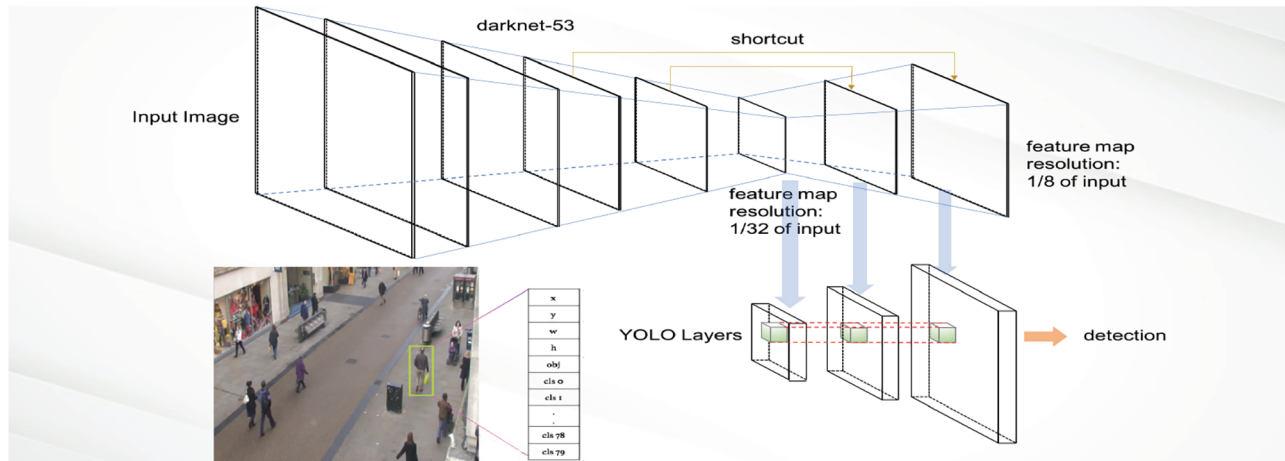 darknet-53
shortcut
Input Image
feature map
resolution:
1/8 of input
feature map
resolution:
1/32 of input
YOLO Layers
detection
x
y
w
h
obj
cls 0
cls 1
.
.
cls 78
cls 79